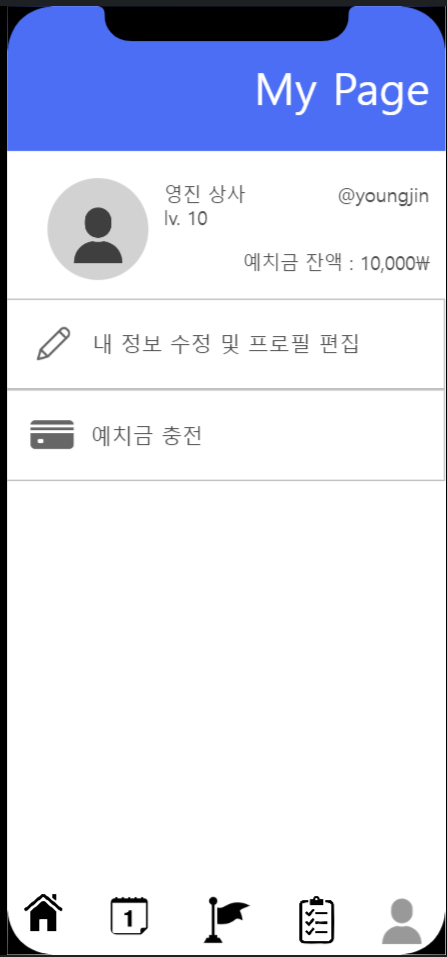 My Page
영진 상사
@youngjin
lv. 10
예치금 잔액 : 10,000₩
내 정보 수정 및 프로필 편집
예치금 충전
1